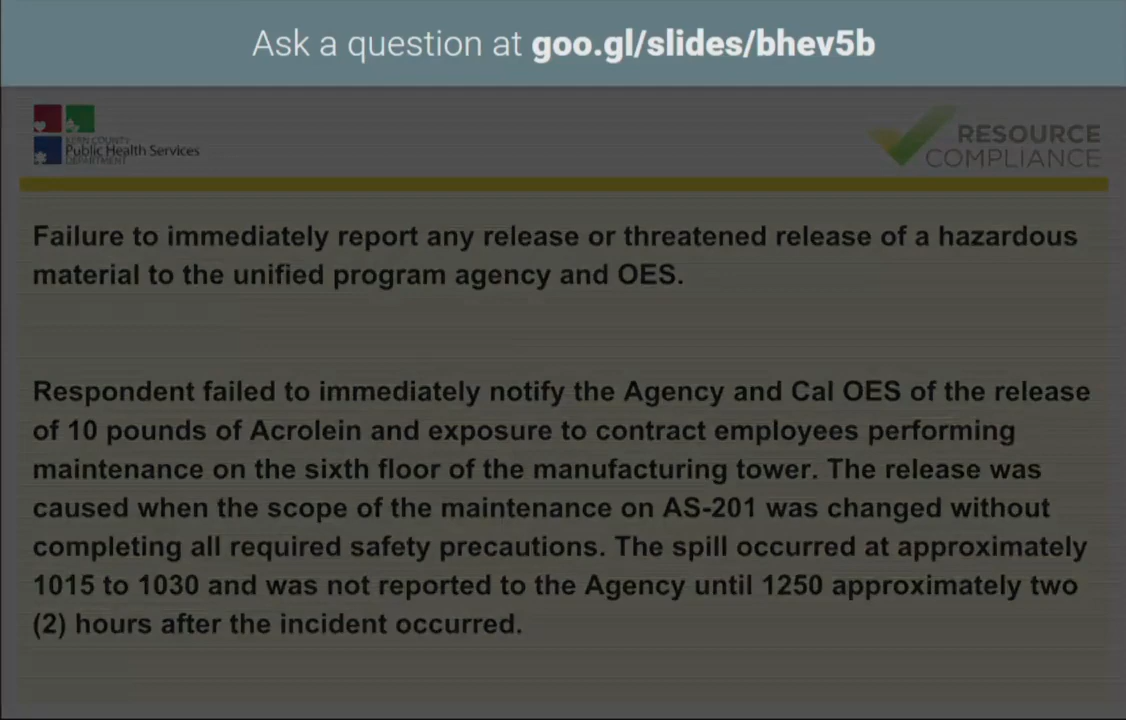 Ask a question at goo.gl/slides/bhev5b
KERN COUNTY
Public Health Services
DEPARTMENT
RESOURCE
COMPLIANCE
Failure to immediately report any release or threatened release of a hazardous
material to the unified program agency and OES.
Respondent failed to immediately notify the Agency and Cal OES of the release
of 10 pounds of Acrolein and exposure to contract employees performing
maintenance on the sixth floor of the manufacturing tower. The release was
caused when the scope of the maintenance on AS-201 was changed without
completing all required safety precautions. The spill occurred at approximately
1015 to 1030 and was not reported to the Agency until 1250 approximately two
(2) hours after the incident occurred.